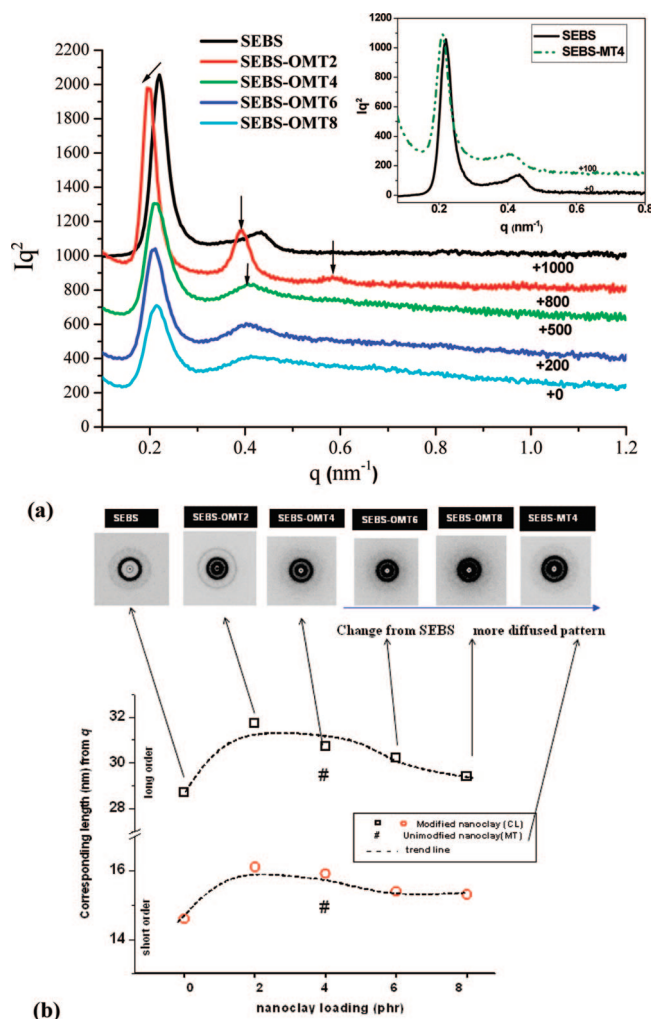 (a)
2200
2000
1800
1600
1400
1200
1000
800
600
400
200
0
Iq²
SEBS
SEBS-OMT2
SEBS-OMT4
SEBS-OMT6
SEBS-OMT8
+1000
+800
+500
+200
+0
0.2
0.4
0.6
0.8
1.0
1.2
q (nm⁻¹)
1200
1000
800
600
400
200
0
Iq²
SEBS
SEBS-MT4
+100
+0
0.2
0.4
0.6
0.8
q (nm⁻¹)
SEBS
SEBS-OMT2
SEBS-OMT4
SEBS-OMT6
SEBS-OMT8
SEBS-MT4
Change from SEBS
more diffused pattern
Corresponding length (nm) from q
long order
short order
32
30
28
16
14
#
#
Modified nanoclay (CL)
# Unimodfied nanoclay(MT)
trend line
0
2
4
6
8
nanoclay loading (phr)
(b)